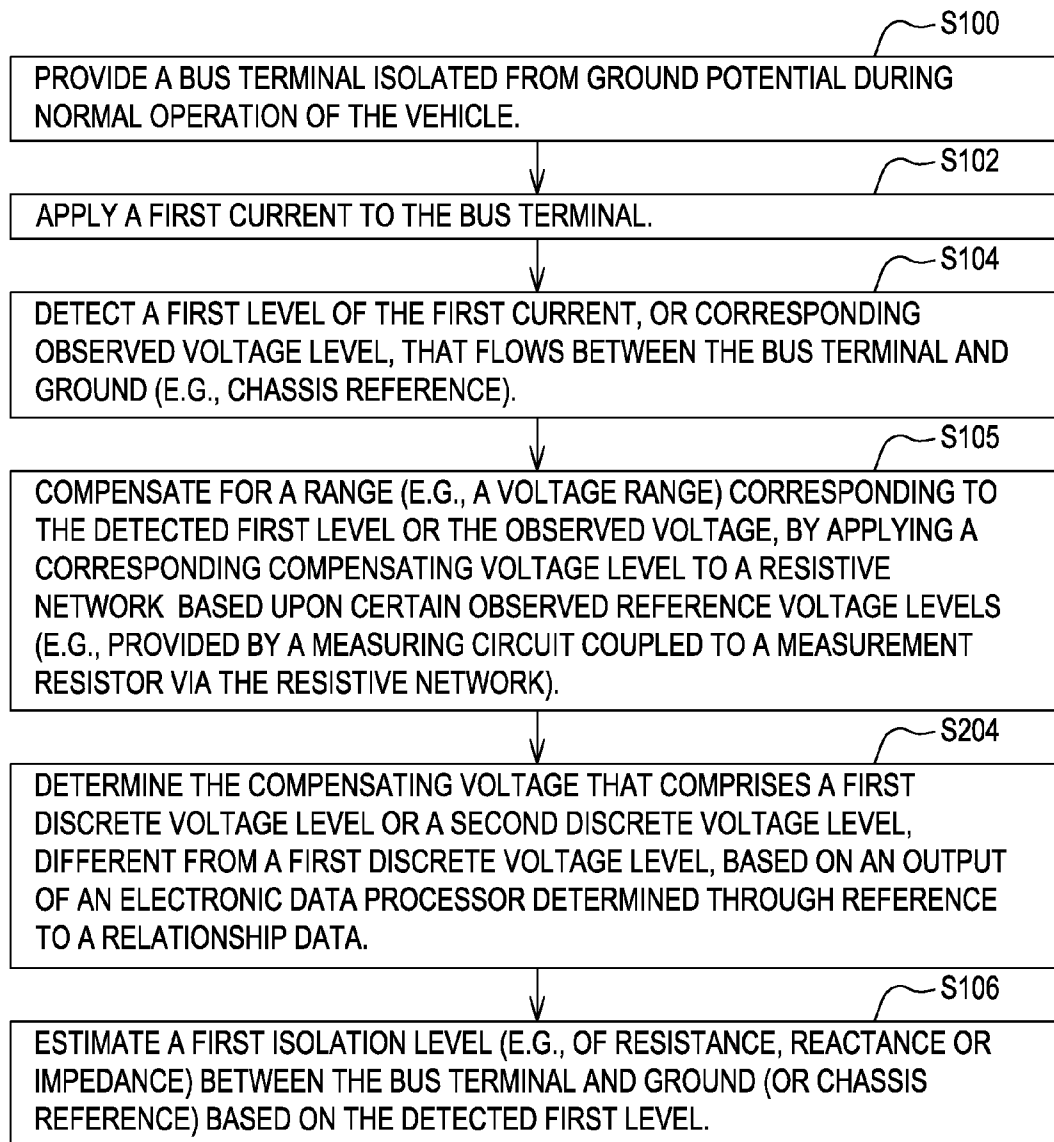 S100
PROVIDE A BUS TERMINAL ISOLATED FROM GROUND POTENTIAL DURING
NORMAL OPERATION OF THE VEHICLE.
S102
APPLY A FIRST CURRENT TO THE BUS TERMINAL.
S104
DETECT A FIRST LEVEL OF THE FIRST CURRENT, OR CORRESPONDING
OBSERVED VOLTAGE LEVEL, THAT FLOWS BETWEEN THE BUS TERMINAL AND
GROUND (E.G., CHASSIS REFERENCE).
S105
COMPENSATE FOR A RANGE (E.G., A VOLTAGE RANGE) CORRESPONDING TO
THE DETECTED FIRST LEVEL OR THE OBSERVED VOLTAGE, BY APPLYING A
CORRESPONDING COMPENSATING VOLTAGE LEVEL TO A RESISTIVE
NETWORK BASED UPON CERTAIN OBSERVED REFERENCE VOLTAGE LEVELS
(E.G., PROVIDED BY A MEASURING CIRCUIT COUPLED TO A MEASUREMENT
RESISTOR VIA THE RESISTIVE NETWORK).
S204
DETERMINE THE COMPENSATING VOLTAGE THAT COMPRISES A FIRST
DISCRETE VOLTAGE LEVEL OR A SECOND DISCRETE VOLTAGE LEVEL,
DIFFERENT FROM A FIRST DISCRETE VOLTAGE LEVEL, BASED ON AN OUTPUT
OF AN ELECTRONIC DATA PROCESSOR DETERMINED THROUGH REFERENCE
TO A RELATIONSHIP DATA.
S106
ESTIMATE A FIRST ISOLATION LEVEL (E.G., OF RESISTANCE, REACTANCE OR
IMPEDANCE) BETWEEN THE BUS TERMINAL AND GROUND (OR CHASSIS
REFERENCE) BASED ON THE DETECTED FIRST LEVEL.